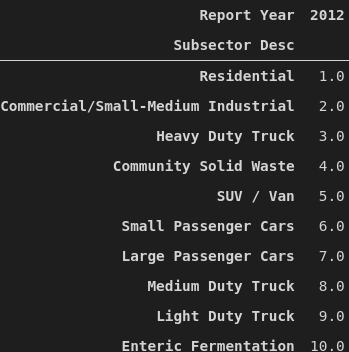 Report Year 2012
Subsector Desc
Residential 1.0
Commercial/Small-Medium Industrial 2.0
Heavy Duty Truck 3.0
Community Solid Waste 4.0
SUV / Van 5.0
Small Passenger Cars 6.0
Large Passenger Cars 7.0
Medium Duty Truck 8.0
Light Duty Truck 9.0
Enteric Fermentation 10.0